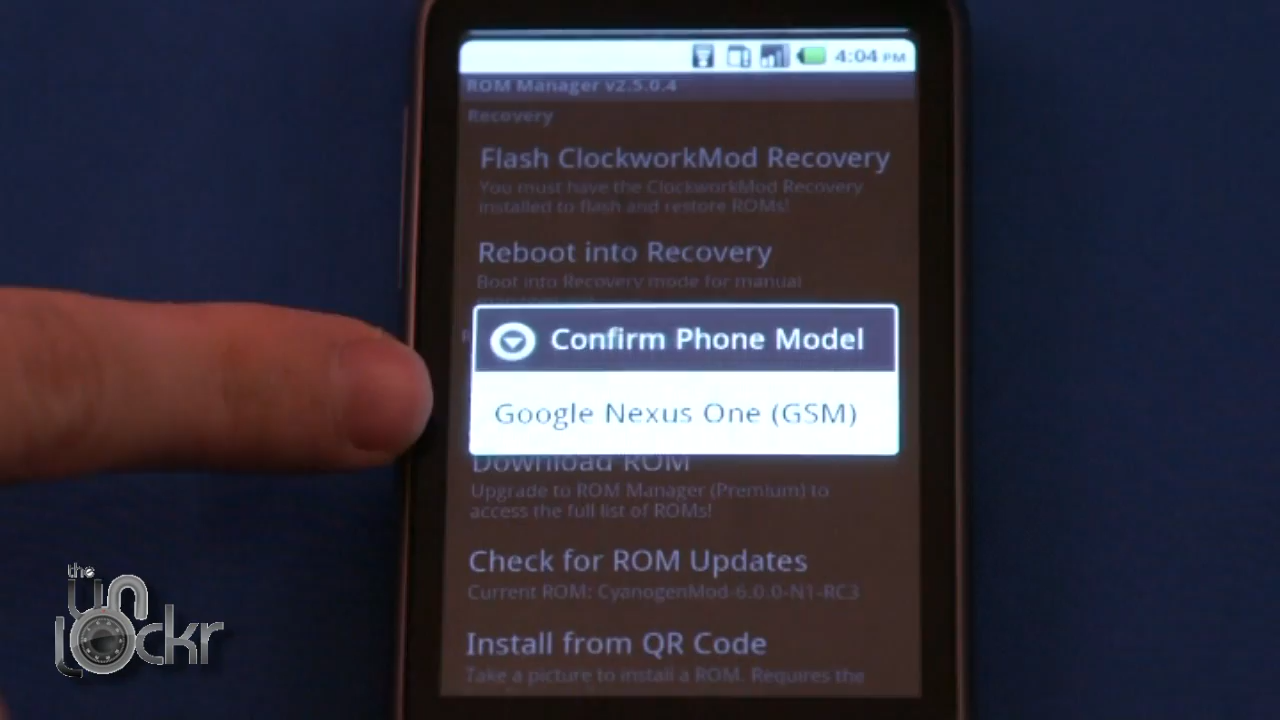 4:04 PM
ROM Manager v2.5.0.4
Recovery
Flash ClockworkMod Recovery
You must have the ClockworkMod Recovery
installed to flash and restore ROMs!
Reboot into Recovery
Boot into Recovery mode for manual
Confirm Phone Model
Google Nexus One (GSM)
Download ROM
Upgrade to ROM Manager (Premium) to
access the full list of ROMs!
Check for ROM Updates
Current ROM: CyanogenMod-6.0.0-N1-RC3
Install from QR Code
Take a picture to install a ROM. Requires the
the
UN
LOckr